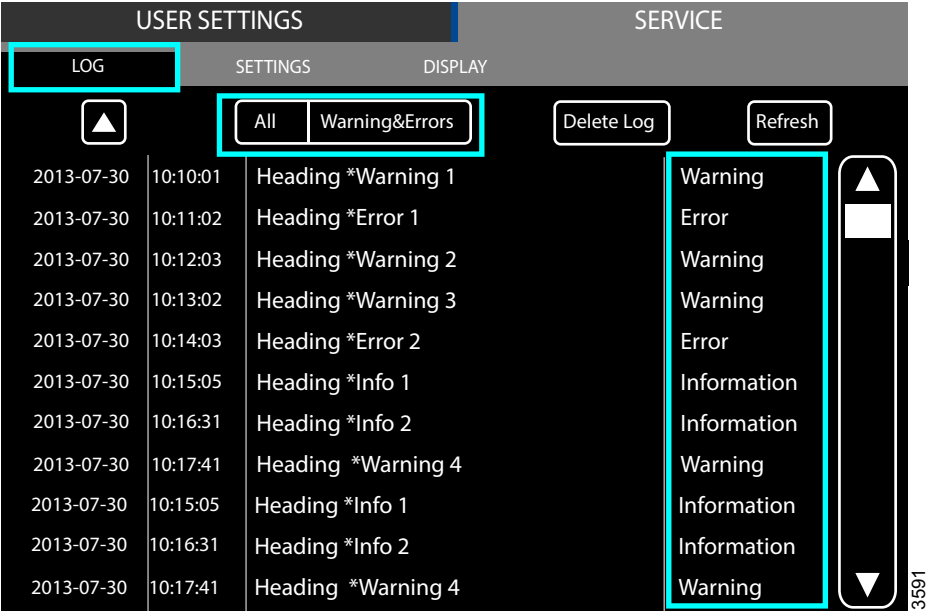 USER SETTINGS SERVICE
LOG SETTINGS DISPLAY
All Warning&Errors Delete Log Refresh
2013-07-30 10:10:01 Heading *Warning 1 Warning
2013-07-30 10:11:02 Heading *Error 1 Error
2013-07-30 10:12:03 Heading *Warning 2 Warning
2013-07-30 10:13:02 Heading *Warning 3 Warning
2013-07-30 10:14:03 Heading *Error 2 Error
2013-07-30 10:15:05 Heading *Info 1 Information
2013-07-30 10:16:31 Heading *Info 2 Information
2013-07-30 10:17:41 Heading *Warning 4 Warning
2013-07-30 10:15:05 Heading *Info 1 Information
2013-07-30 10:16:31 Heading *Info 2 Information
2013-07-30 10:17:41 Heading *Warning 4 Warning
3591